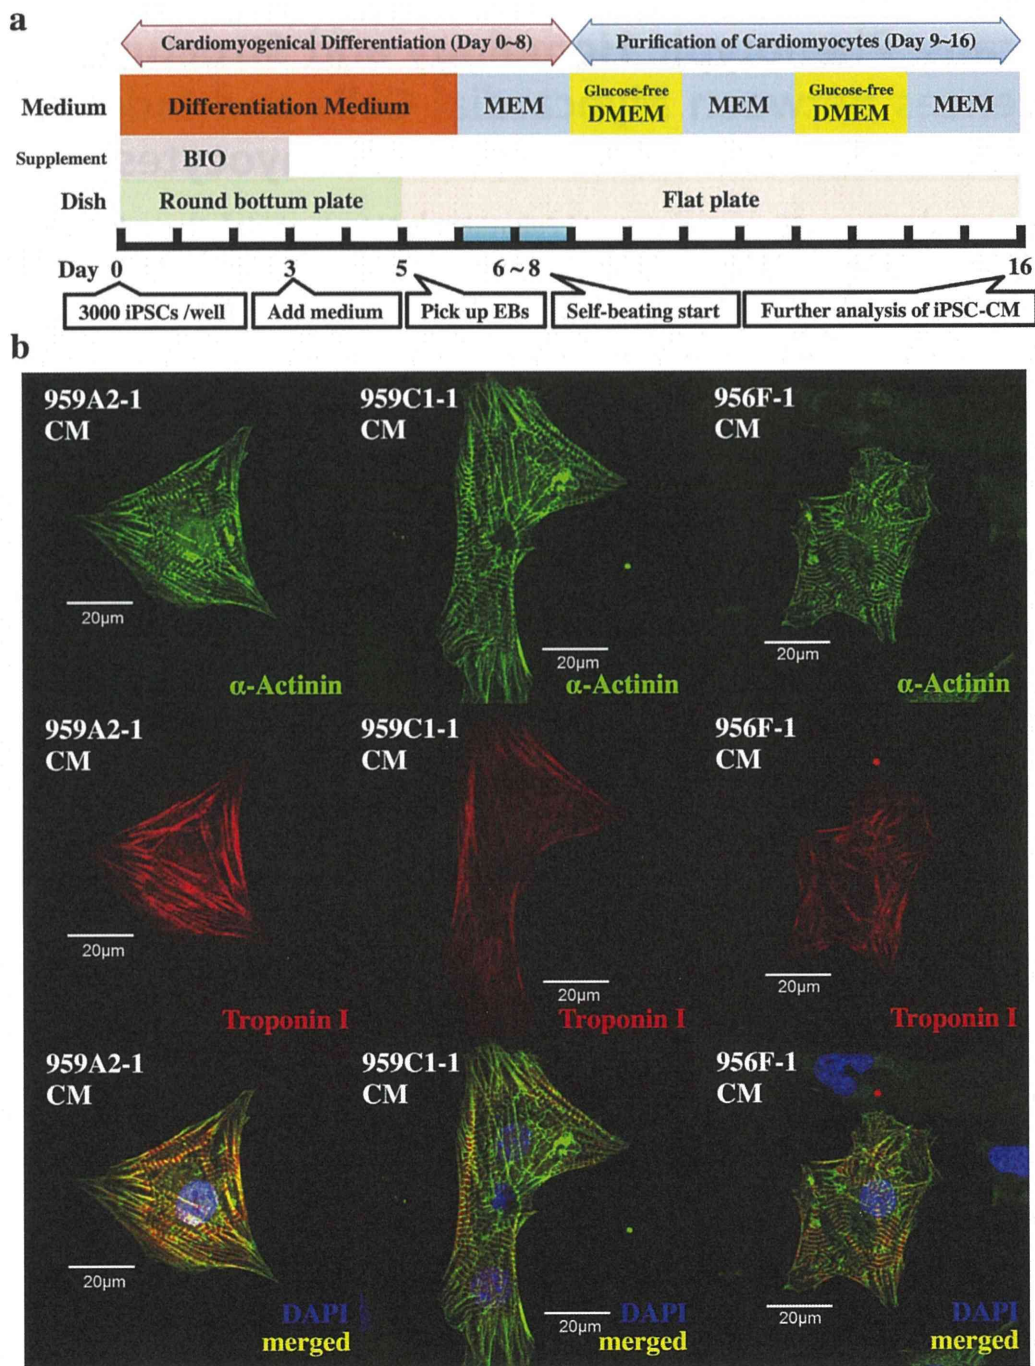 a
Cardiomyogenical Differentiation (Day 0~8)
Purification of Cardiomyocytes (Day 9~16)
Medium
Differentiation Medium
MEM
Glucose-free
DMEM
MEM
Glucose-free
DMEM
MEM
Supplement
BIO
Dish
Round bottum plate
Flat plate
Day 0 3 5 6 ~ 8 16
3000 iPSCs /well
Add medium
Pick up EBs
Self-beating start
Further analysis of iPSC-CM
b
959A2-1
CM
20μm
α-Actinin
959C1-1
CM
20μm
α-Actinin
956F-1
CM
20μm
α-Actinin
959A2-1
CM
20μm
Troponin I
959C1-1
CM
20μm
Troponin I
956F-1
CM
20μm
Troponin I
959A2-1
CM
20μm
DAPI
merged
959C1-1
CM
20μm
DAPI
merged
956F-1
CM
20μm
DAPI
merged